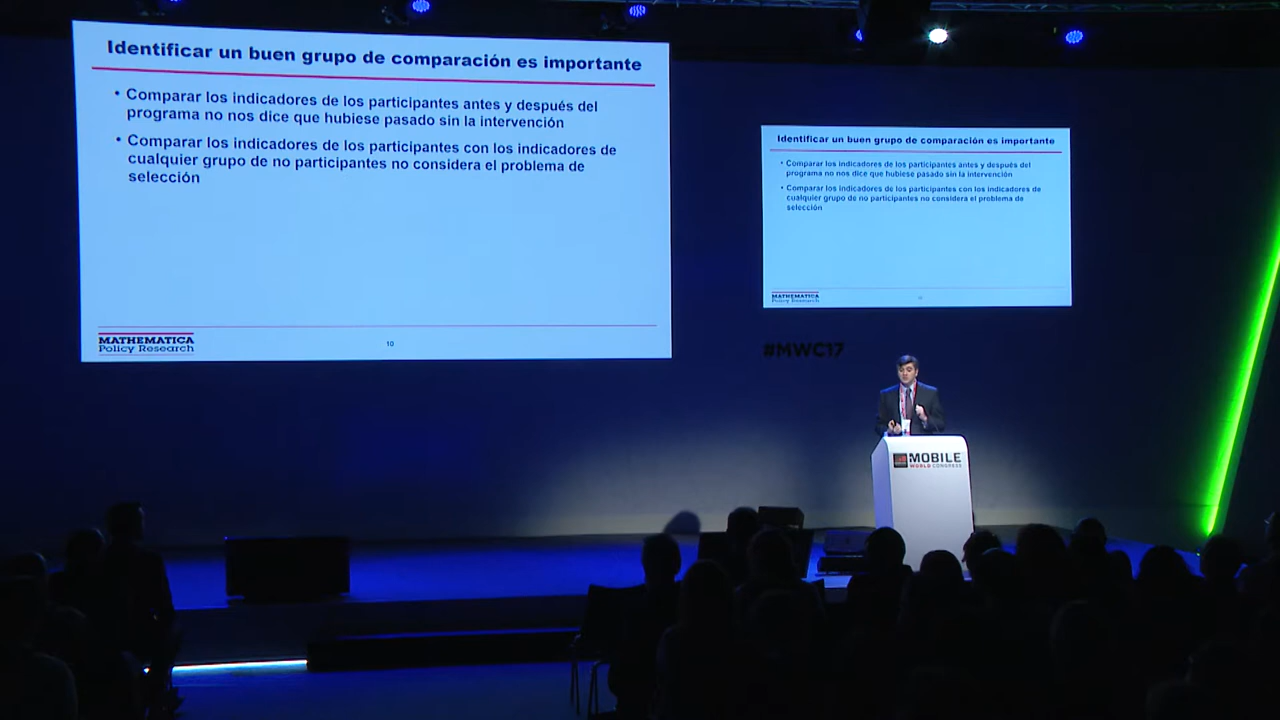 Identificar un buen grupo de comparación es importante
• Comparar los indicadores de los participantes antes y después del
programa no nos dice que hubiese pasado sin la intervención
• Comparar los indicadores de los participantes con los indicadores de
cualquier grupo de no participantes no considera el problema de
selección
MATHEMATICA
Policy Research
10
Identificar un buen grupo de comparación es importante
• Comparar los indicadores de los participantes antes y después del
programa no nos dice que hubiese pasado sin la intervención
• Comparar los indicadores de los participantes con los indicadores de
cualquier grupo de no participantes no considera el problema de
selección
MATHEMATICA
Policy Research
#MWC17
MOBILE
WORLD CONGRESS